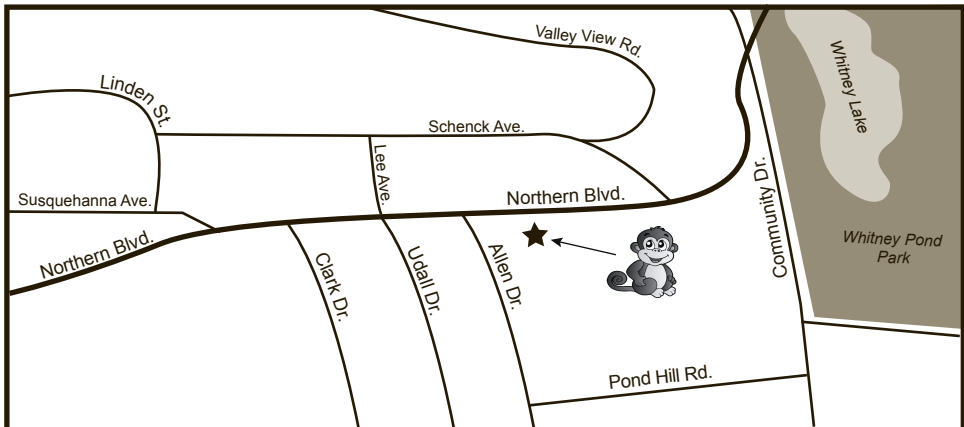 Valley View Rd.
Linden St.
Whitney Lake
Schenck Ave.
Lee Ave.
Community Dr.
Susquehanna Ave.
Northern Blvd.
Northern Blvd.
Whitney Pond
Park
Clark Dr.
Udall Dr.
Allen Dr.
Pond Hill Rd.